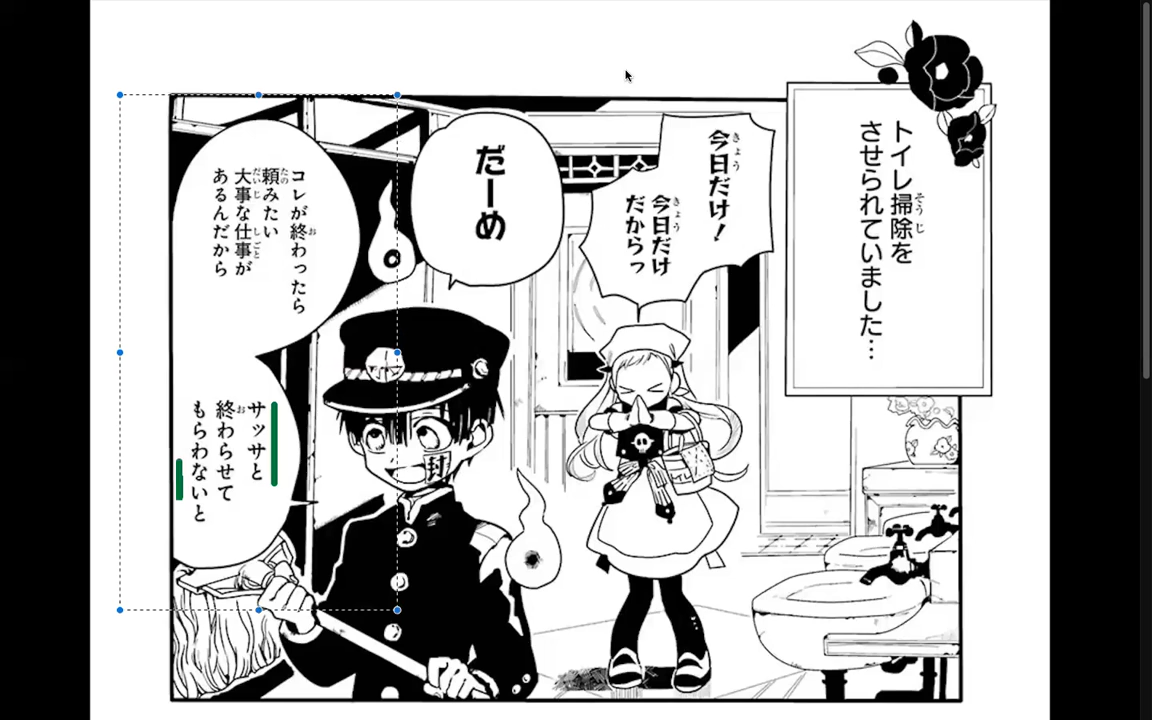 トイレ掃除を
させられていました…
今日だけ!
今日だけ
だからっ
だーめ
コレが終わったら
頼みたい
大事な仕事が
あるんだから
サッサと
終わらせて
もらわないと
封